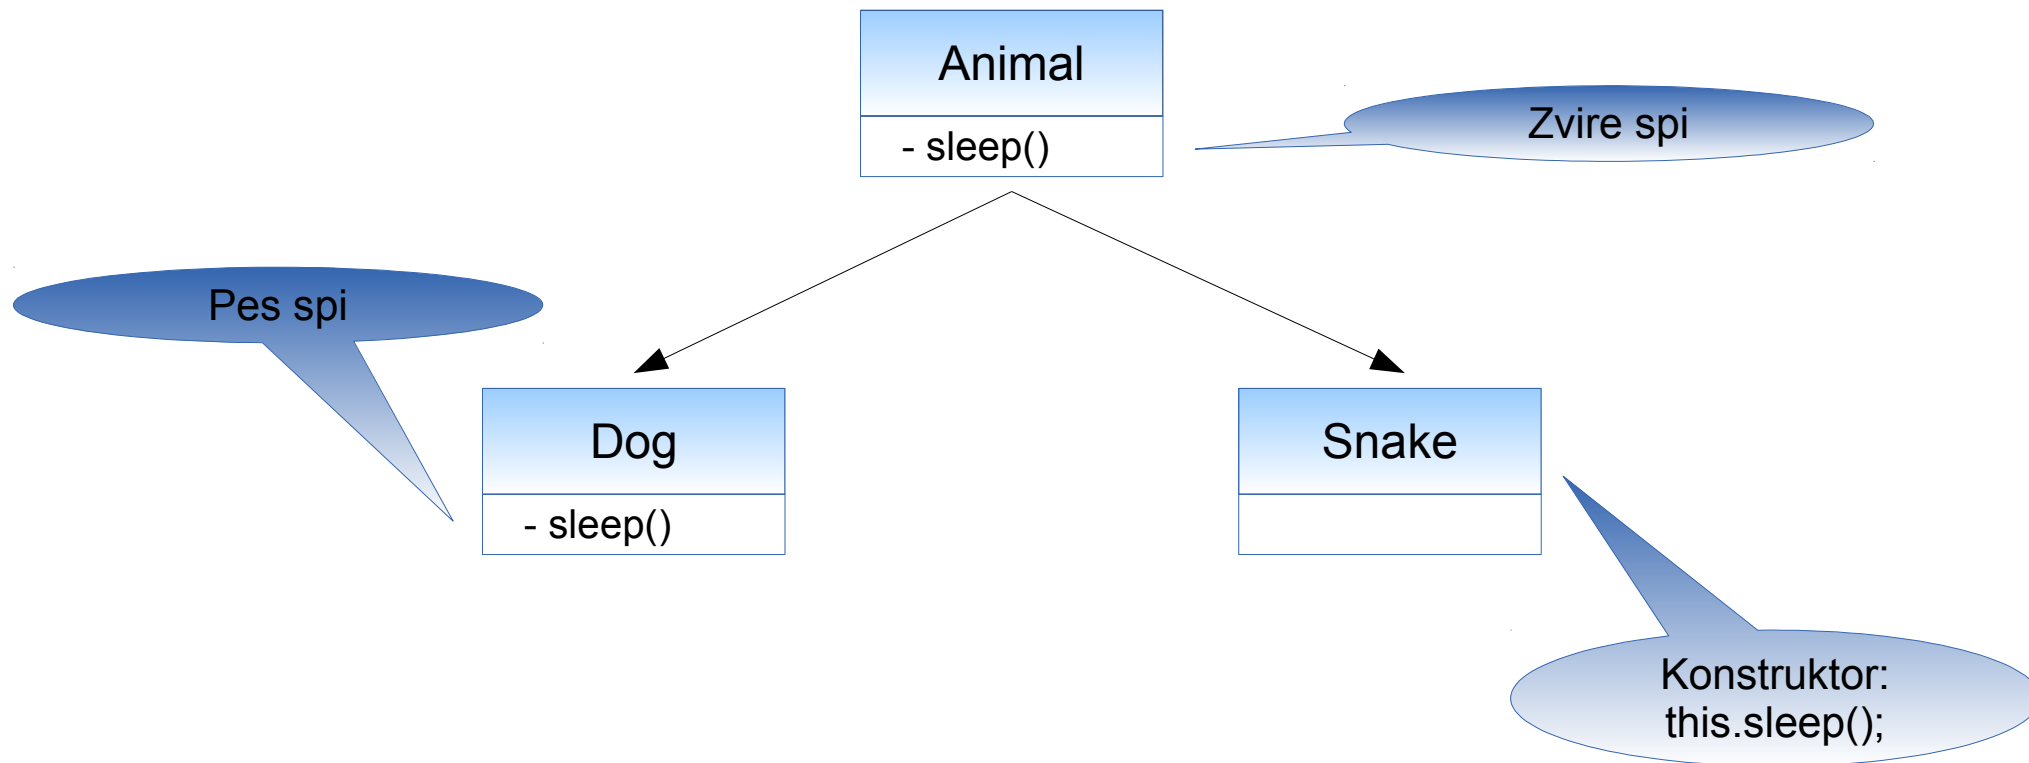 Animal
- sleep()
Zvire spi
Pes spi
Dog
- sleep()
Snake
Konstruktor:
this.sleep();